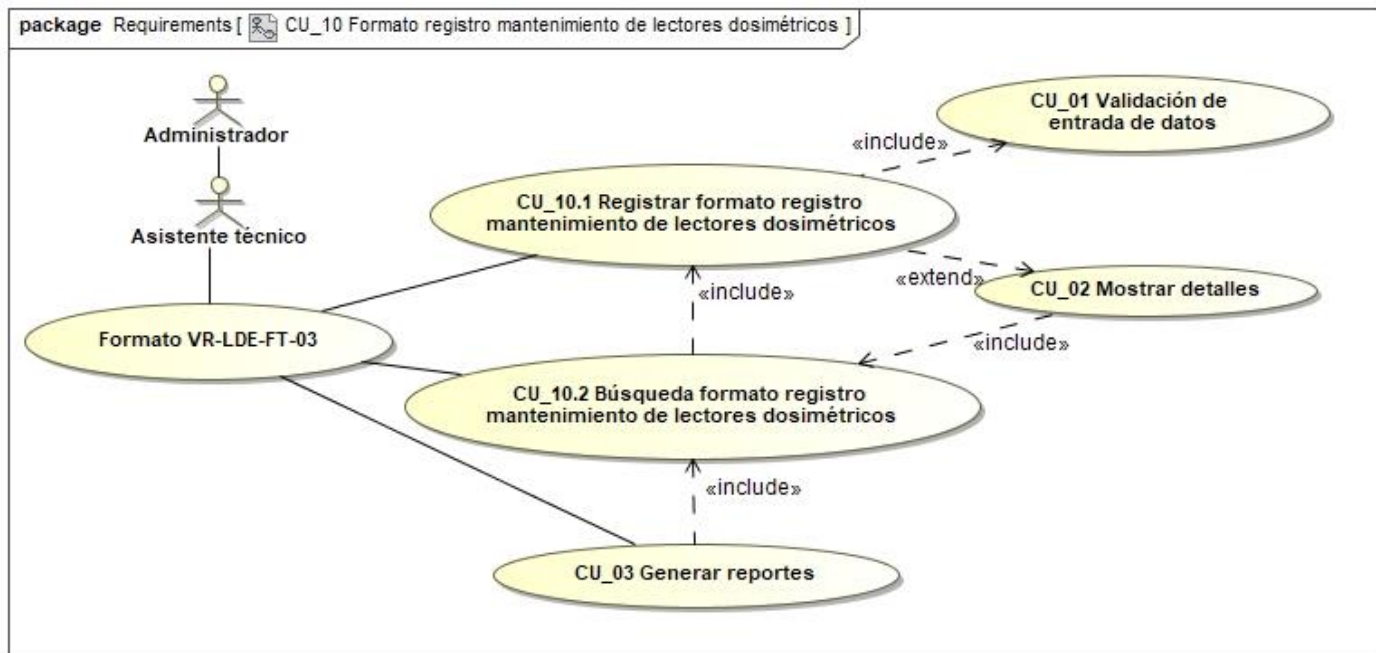 package Requirements [ CU_10 Formato registro mantenimiento de lectores dosimétricos ]
Administrador
Asistente técnico
Formato VR-LDE-FT-03
CU_10.1 Registrar formato registro
mantenimiento de lectores dosimétricos
«include»
CU_01 Validación de
entrada de datos
«extend»
CU_02 Mostrar detalles
«include»
«include»
CU_10.2 Búsqueda formato registro
mantenimiento de lectores dosimétricos
«include»
CU_03 Generar reportes